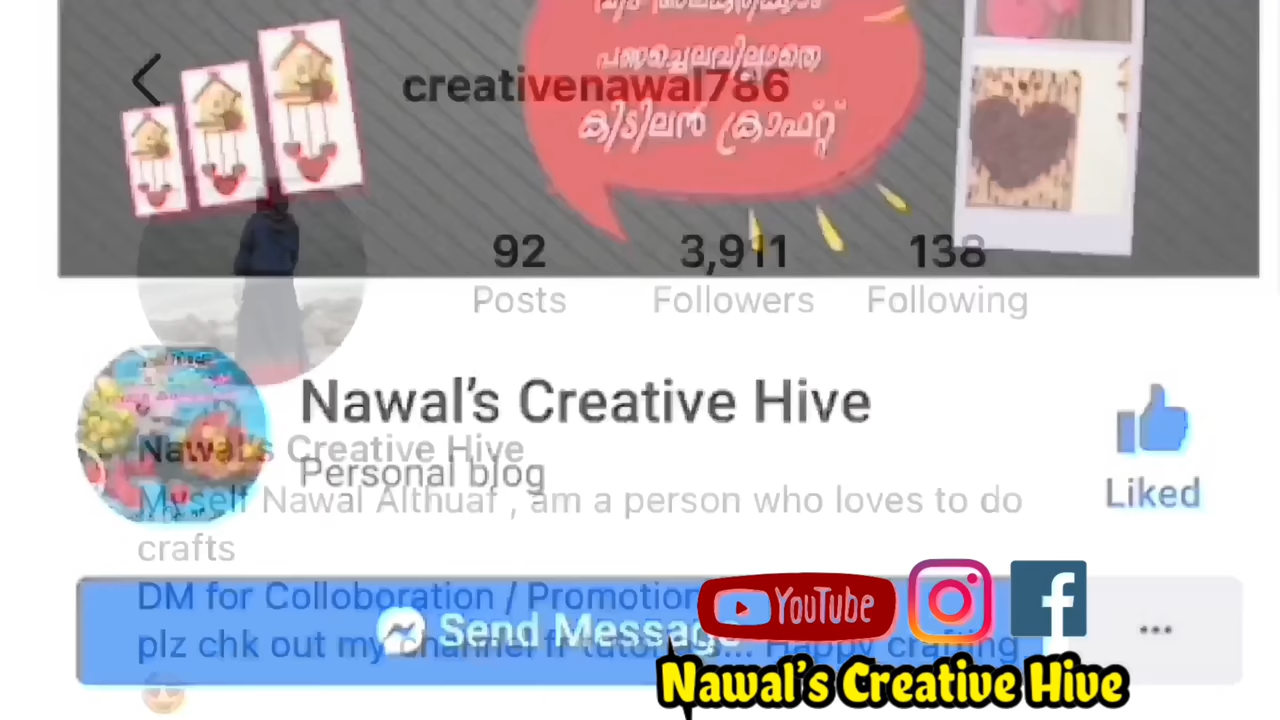 പണച്ചെലവില്ലാതെ
creativenawal786
കിടിലൻ ക്രാഫ്റ്റ്
92 3,911 138
Posts Followers Following
Nawal's Creative Hive
Liked
Nawal's Creative Hive
Personal blog
Myself Nawal Althuaf , am a person who loves to do
crafts
DM for Colloboration / Promotion
Send Message
plz chk out my channel fr ... Happy crafting
YouTube
Nawal's Creative Hive